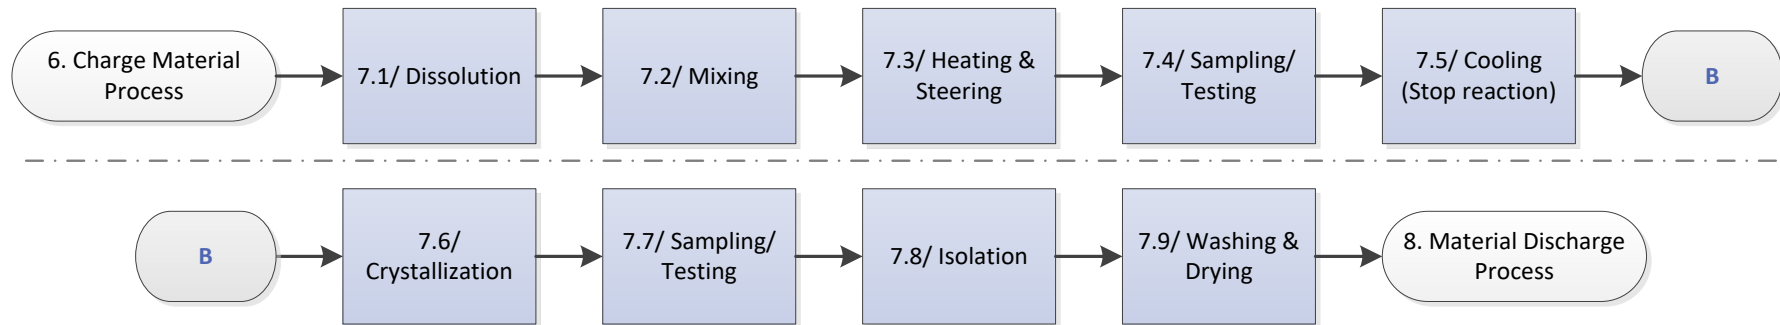 6. Charge Material
Process
7.1/ Dissolution
7.2/ Mixing
7.3/ Heating &
Steering
7.4/ Sampling/
Testing
7.5/ Cooling
(Stop reaction)
B
B
7.6/
Crystallization
7.7/ Sampling/
Testing
7.8/ Isolation
7.9/ Washing &
Drying
8. Material Discharge
Process